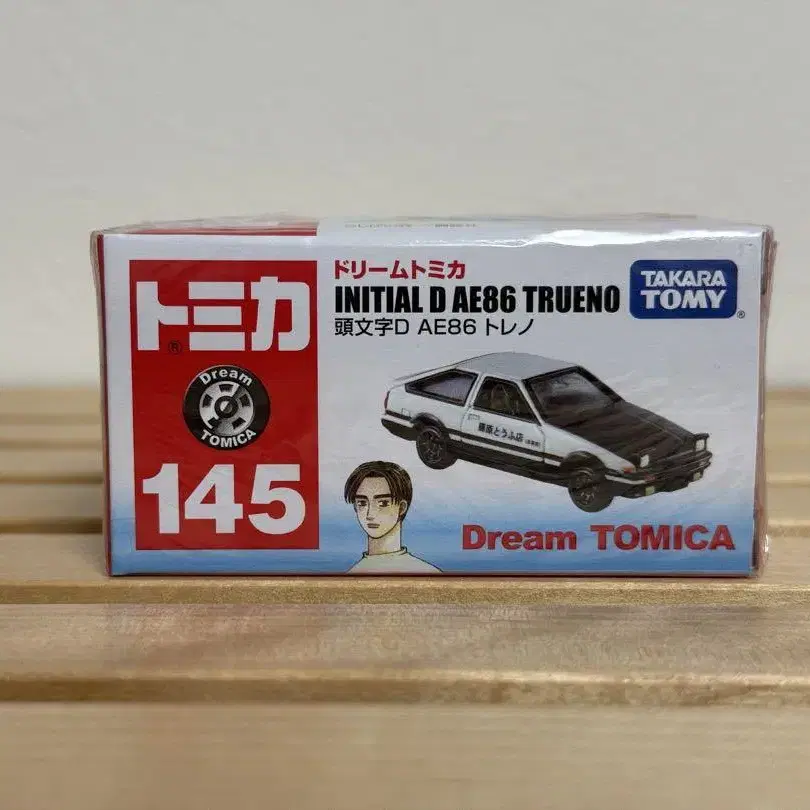 トミカ
®
Dream
TOMICA
145
ドリームトミカ
INITIAL D AE86 TRUENO
頭文字D AE86 トレノ
TAKARA
TOMY
®
藤原とうふ店
Dream TOMICA